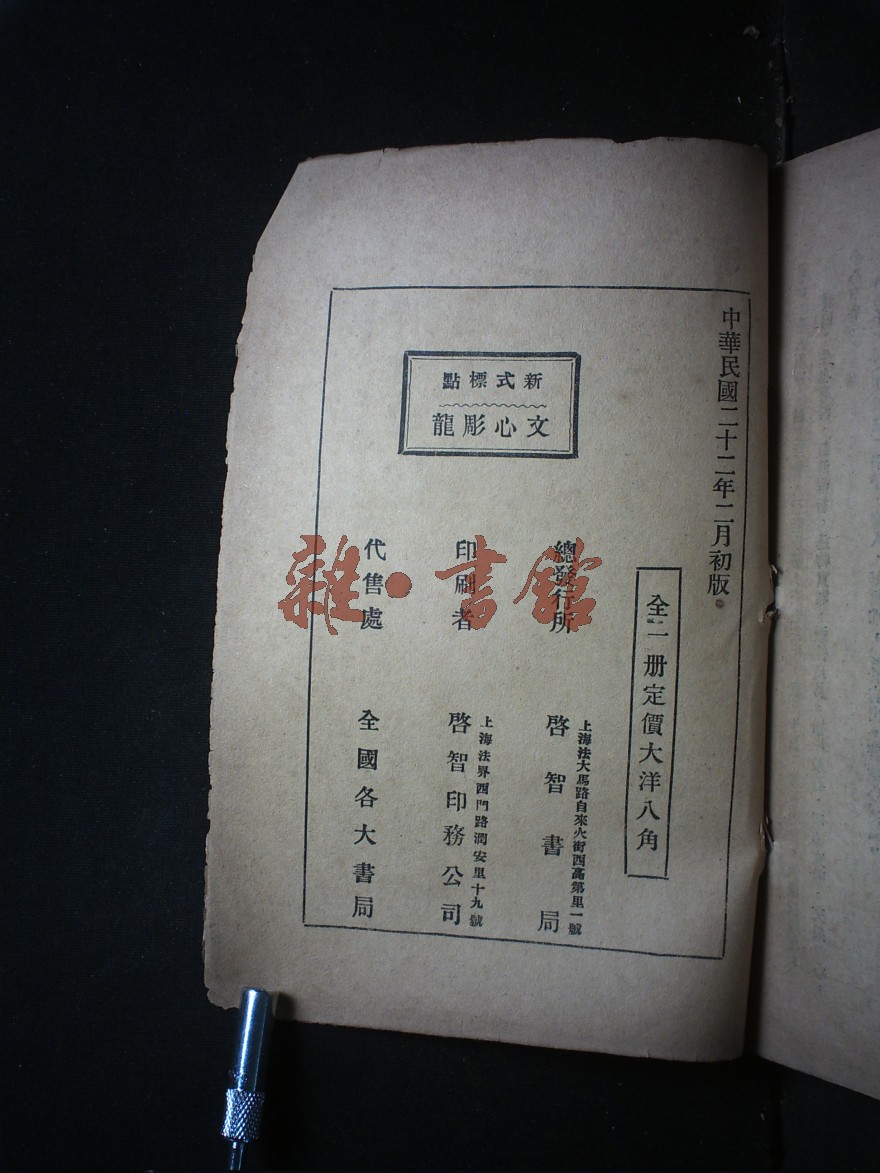 中華民國二十二年二月初版
全一册定價大洋八角
新式標點
文心彫龍
總發行所
上海法大馬路自來火街西高第里一號
啓智書局
印刷者
上海法界西門路潤安里十九號
啓智印務公司
代售處
全國各大書局
雜·書館